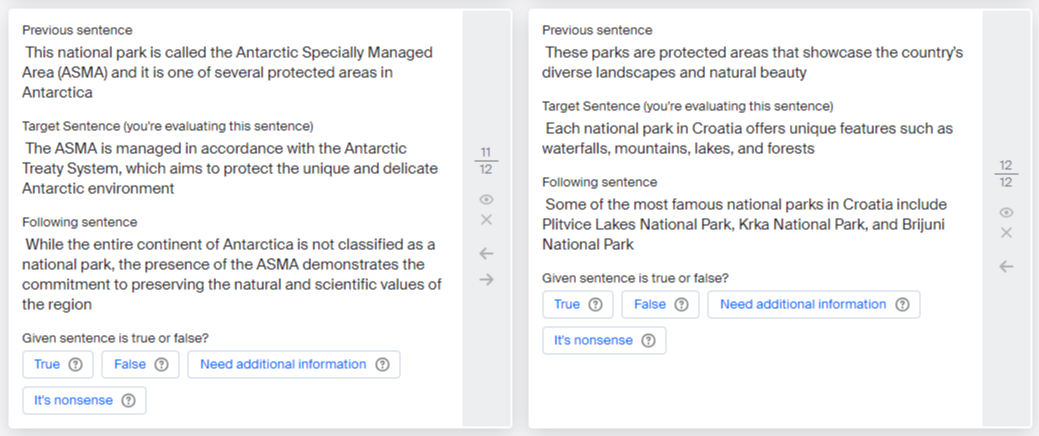 Previous sentence
This national park is called the Antarctic Specially Managed
Area (ASMA) and it is one of several protected areas in
Antarctica
Target Sentence (you're evaluating this sentence)
The ASMA is managed in accordance with the Antarctic
Treaty System, which aims to protect the unique and delicate
Antarctic environment
Following sentence
While the entire continent of Antarctica is not classified as a
national park, the presence of the ASMA demonstrates the
commitment to preserving the natural and scientific values of
the region
Given sentence is true or false?
True ?
False ?
Need additional information ?
It's nonsense ?
11
12
Previous sentence
These parks are protected areas that showcase the country's
diverse landscapes and natural beauty
Target Sentence (you're evaluating this sentence)
Each national park in Croatia offers unique features such as
waterfalls, mountains, lakes, and forests
Following sentence
Some of the most famous national parks in Croatia include
Plitvice Lakes National Park, Krka National Park, and Brijuni
National Park
Given sentence is true or false?
True ?
False ?
Need additional information ?
It's nonsense ?
12
12